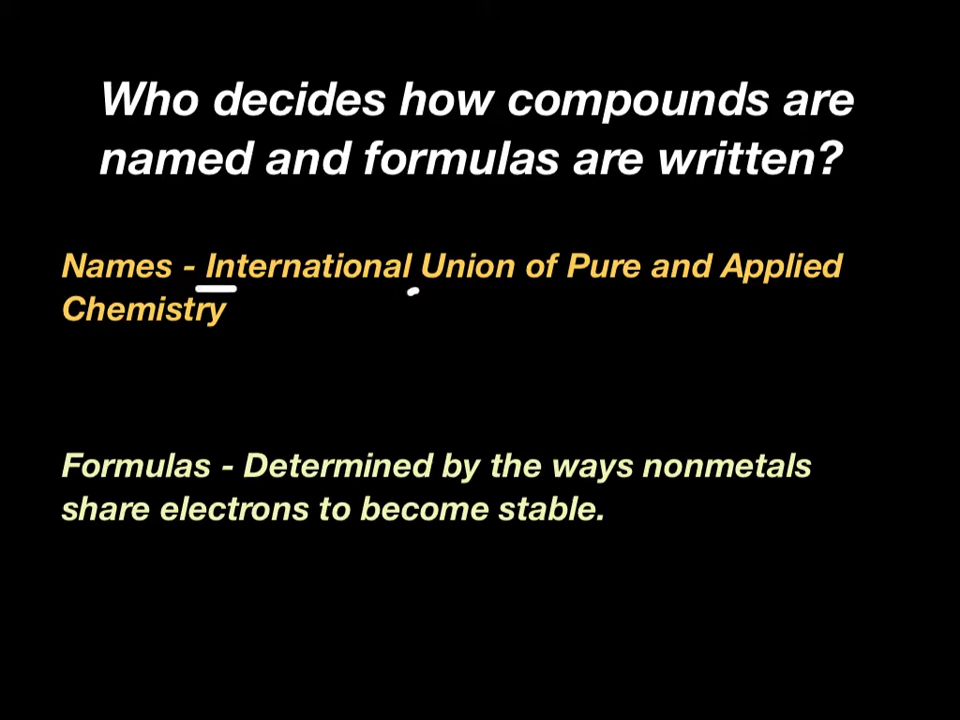 Who decides how compounds are
named and formulas are written?
Names - International Union of Pure and Applied
Chemistry
Formulas - Determined by the ways nonmetals
share electrons to become stable.